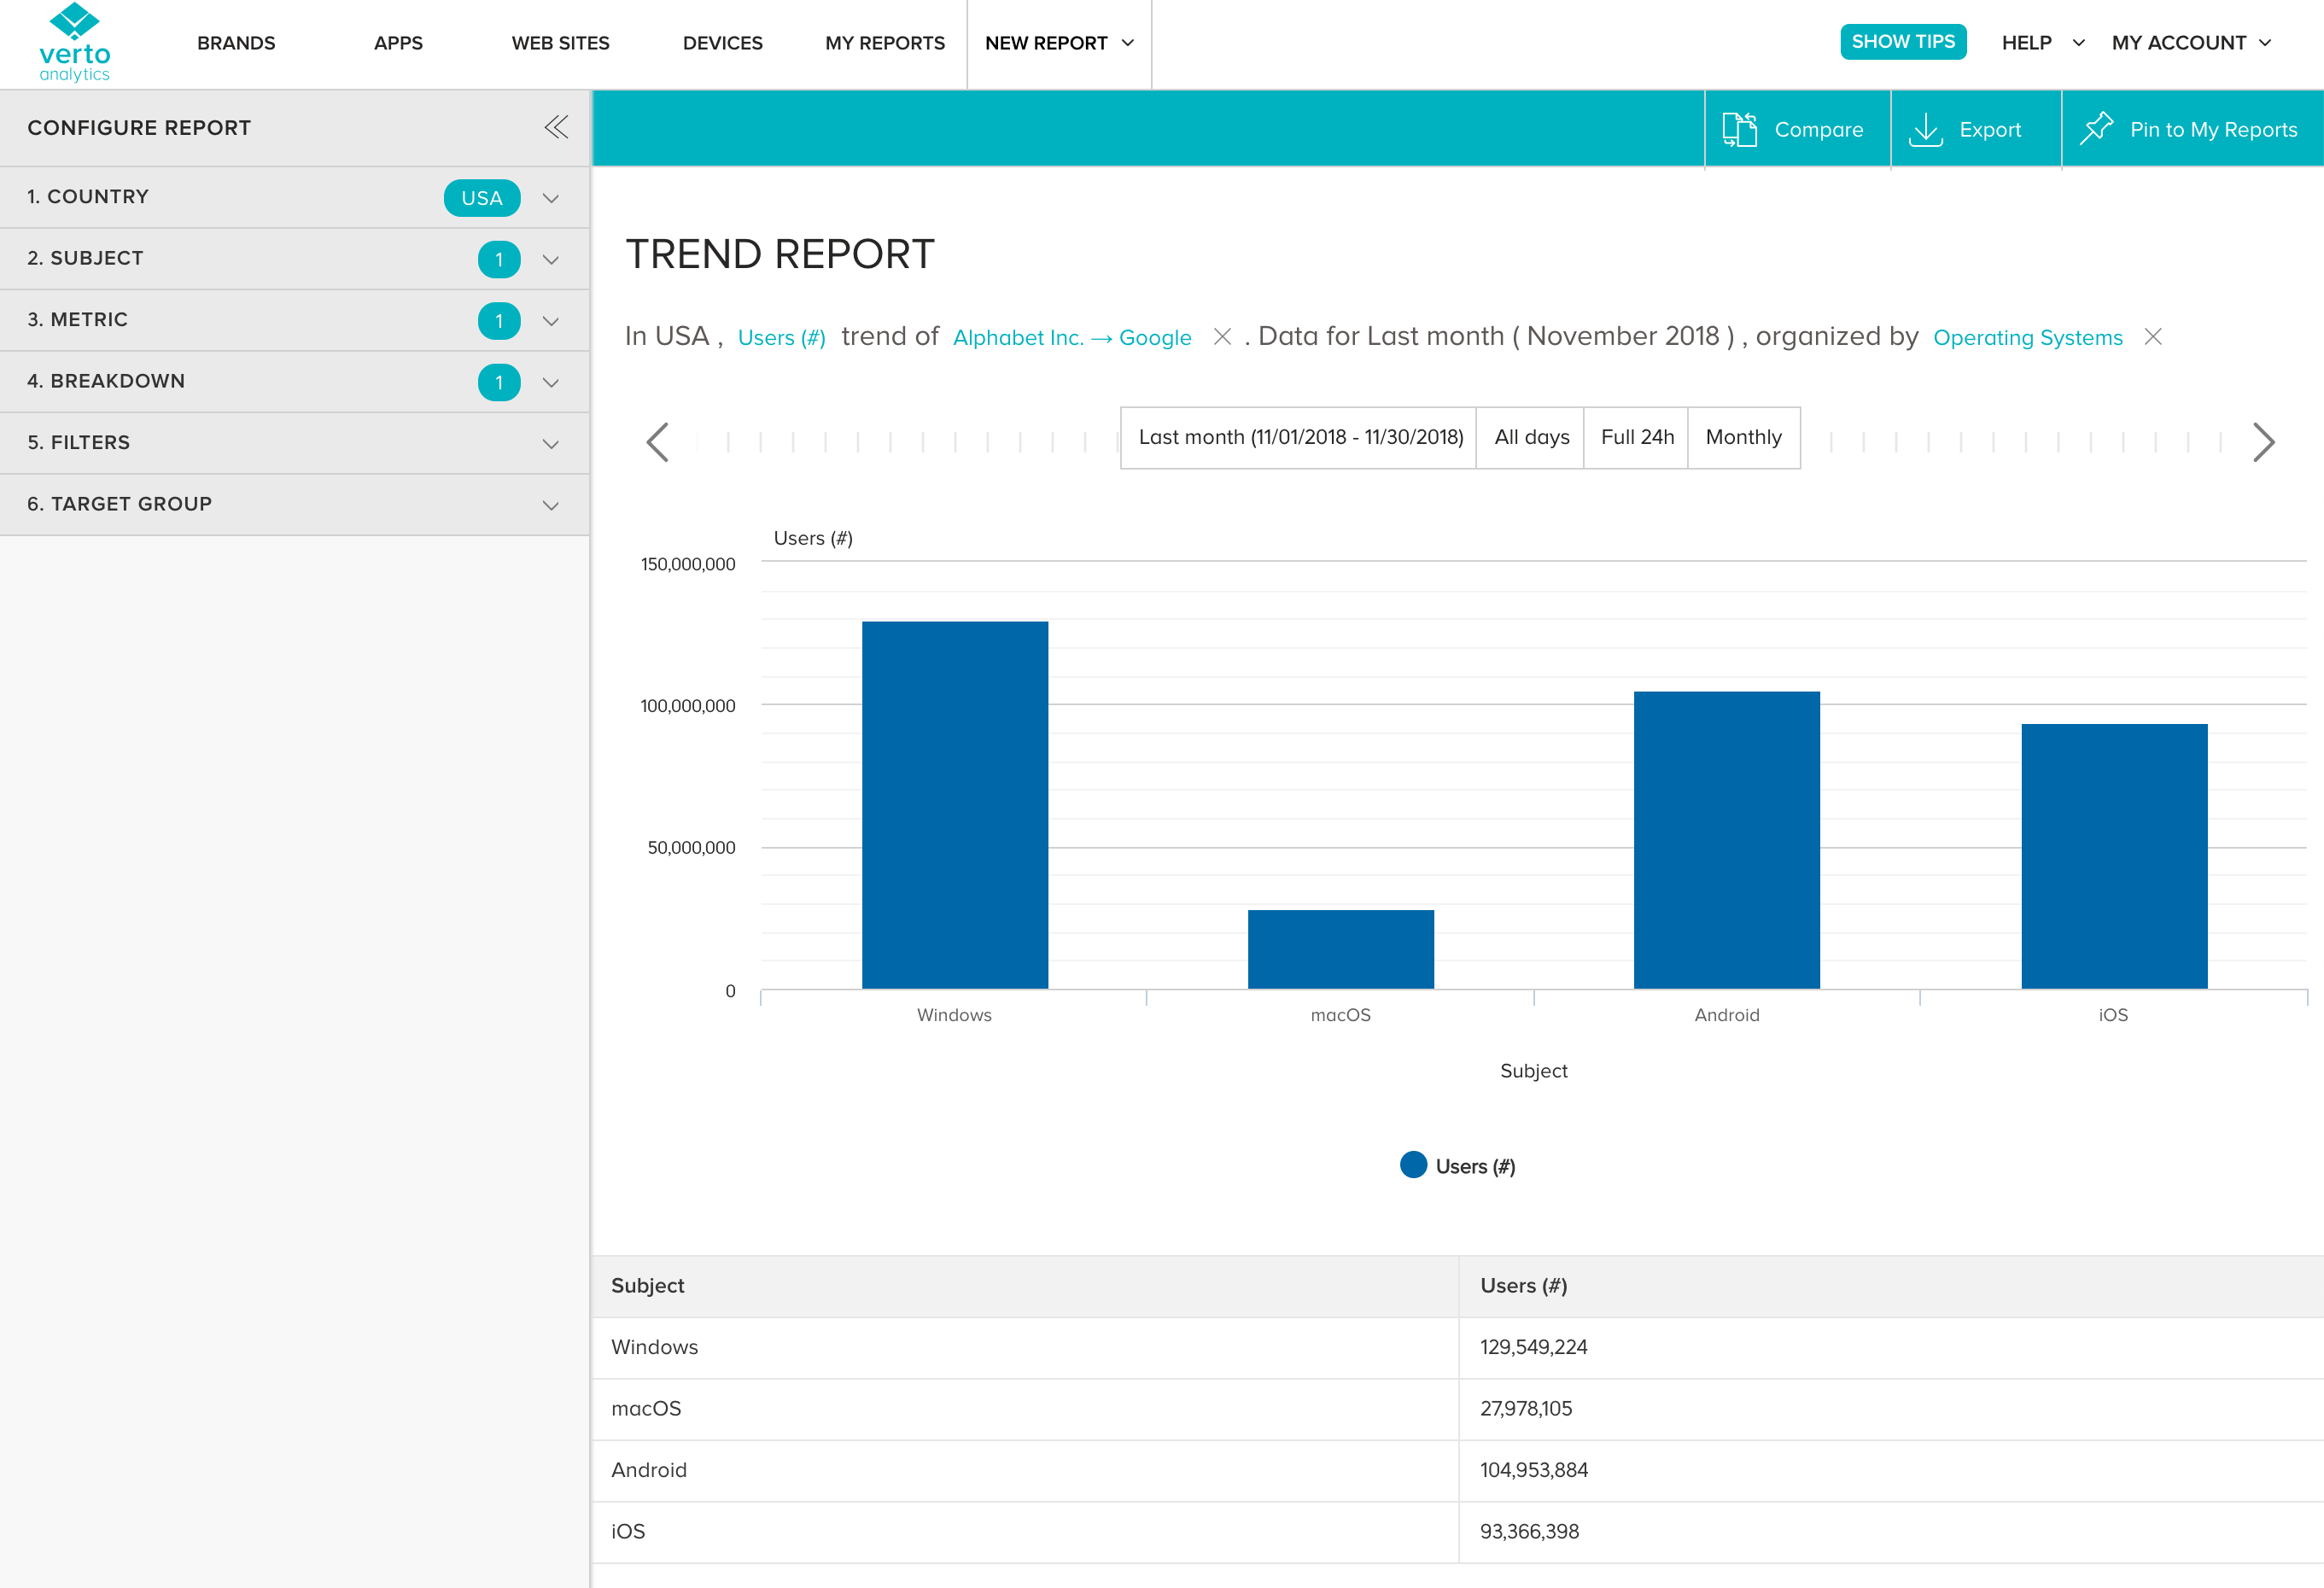 verto
analytics
BRANDS APPS WEB SITES DEVICES MY REPORTS NEW REPORT SHOW TIPS HELP MY ACCOUNT
CONFIGURE REPORT
Compare Export Pin to My Reports
1. COUNTRY USA
2. SUBJECT 1
3. METRIC 1
4. BREAKDOWN 1
5. FILTERS
6. TARGET GROUP
TREND REPORT
In USA , Users (#) trend of Alphabet Inc. → Google × . Data for Last month ( November 2018 ) , organized by Operating Systems ×
Last month (11/01/2018 - 11/30/2018) All days Full 24h Monthly
Users (#)
150,000,000
100,000,000
50,000,000
0
Windows macOS Android iOS
Subject
Users (#)
Subject Users (#)
Windows 129,549,224
macOS 27,978,105
Android 104,953,884
iOS 93,366,398